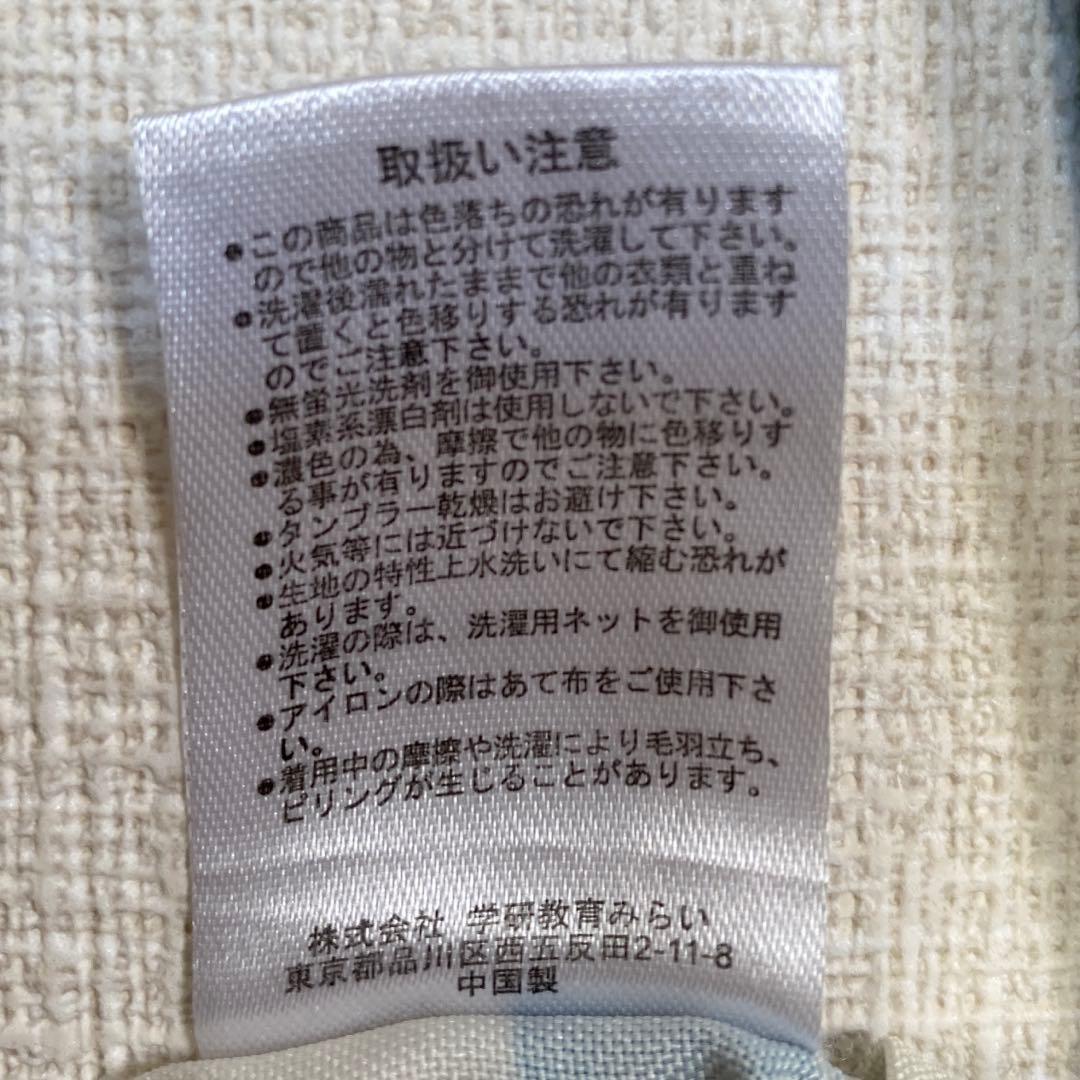 取扱い注意
●この商品は色落ちの恐れが有ります
ので他の物と分けて洗濯して下さい。
●洗濯後濡れたままで他の衣類と重ね
て置くと色移りする恐れが有ります
のでご注意下さい。
●無蛍光洗剤を御使用下さい。
●塩素系漂白剤は使用しないで下さい。
●濃色の為、摩擦で他の物に色移りす
る事が有りますのでご注意下さい。
●タンブラー乾燥はお避け下さい。
●火気等には近づけないで下さい。
●生地の特性上水洗いにて縮む恐れが
あります。
●洗濯の際は、洗濯用ネットを御使用
下さい。
●アイロンの際はあて布をご使用下さ
い。
●着用中の摩擦や洗濯により毛羽立ち、
ピリングが生じることがあります。
株式会社 学研教育みらい
東京都品川区西五反田2-11-8
中国製